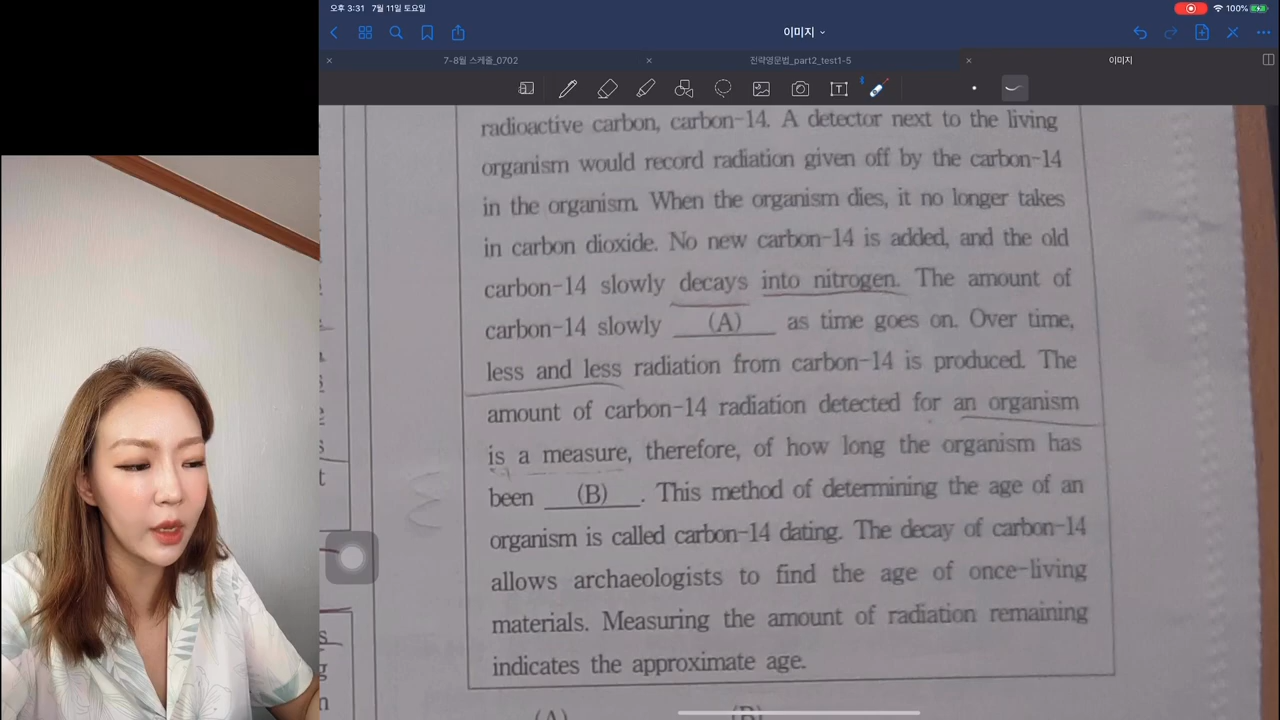 오후 3:31 7월 11일 토요일
100%
이미지
7-8월 스케줄_0702
전략영문법_part2_test1-5
이미지
radioactive carbon, carbon-14. A detector next to the living
organism would record radiation given off by the carbon-14
in the organism. When the organism dies, it no longer takes
in carbon dioxide. No new carbon-14 is added, and the old
carbon-14 slowly decays into nitrogen. The amount of
carbon-14 slowly (A) as time goes on. Over time,
less and less radiation from carbon-14 is produced. The
amount of carbon-14 radiation detected for an organism
is a measure, therefore, of how long the organism has
been (B). This method of determining the age of an
organism is called carbon-14 dating. The decay of carbon-14
allows archaeologists to find the age of once-living
materials. Measuring the amount of radiation remaining
indicates the approximate age.
(A) (B)